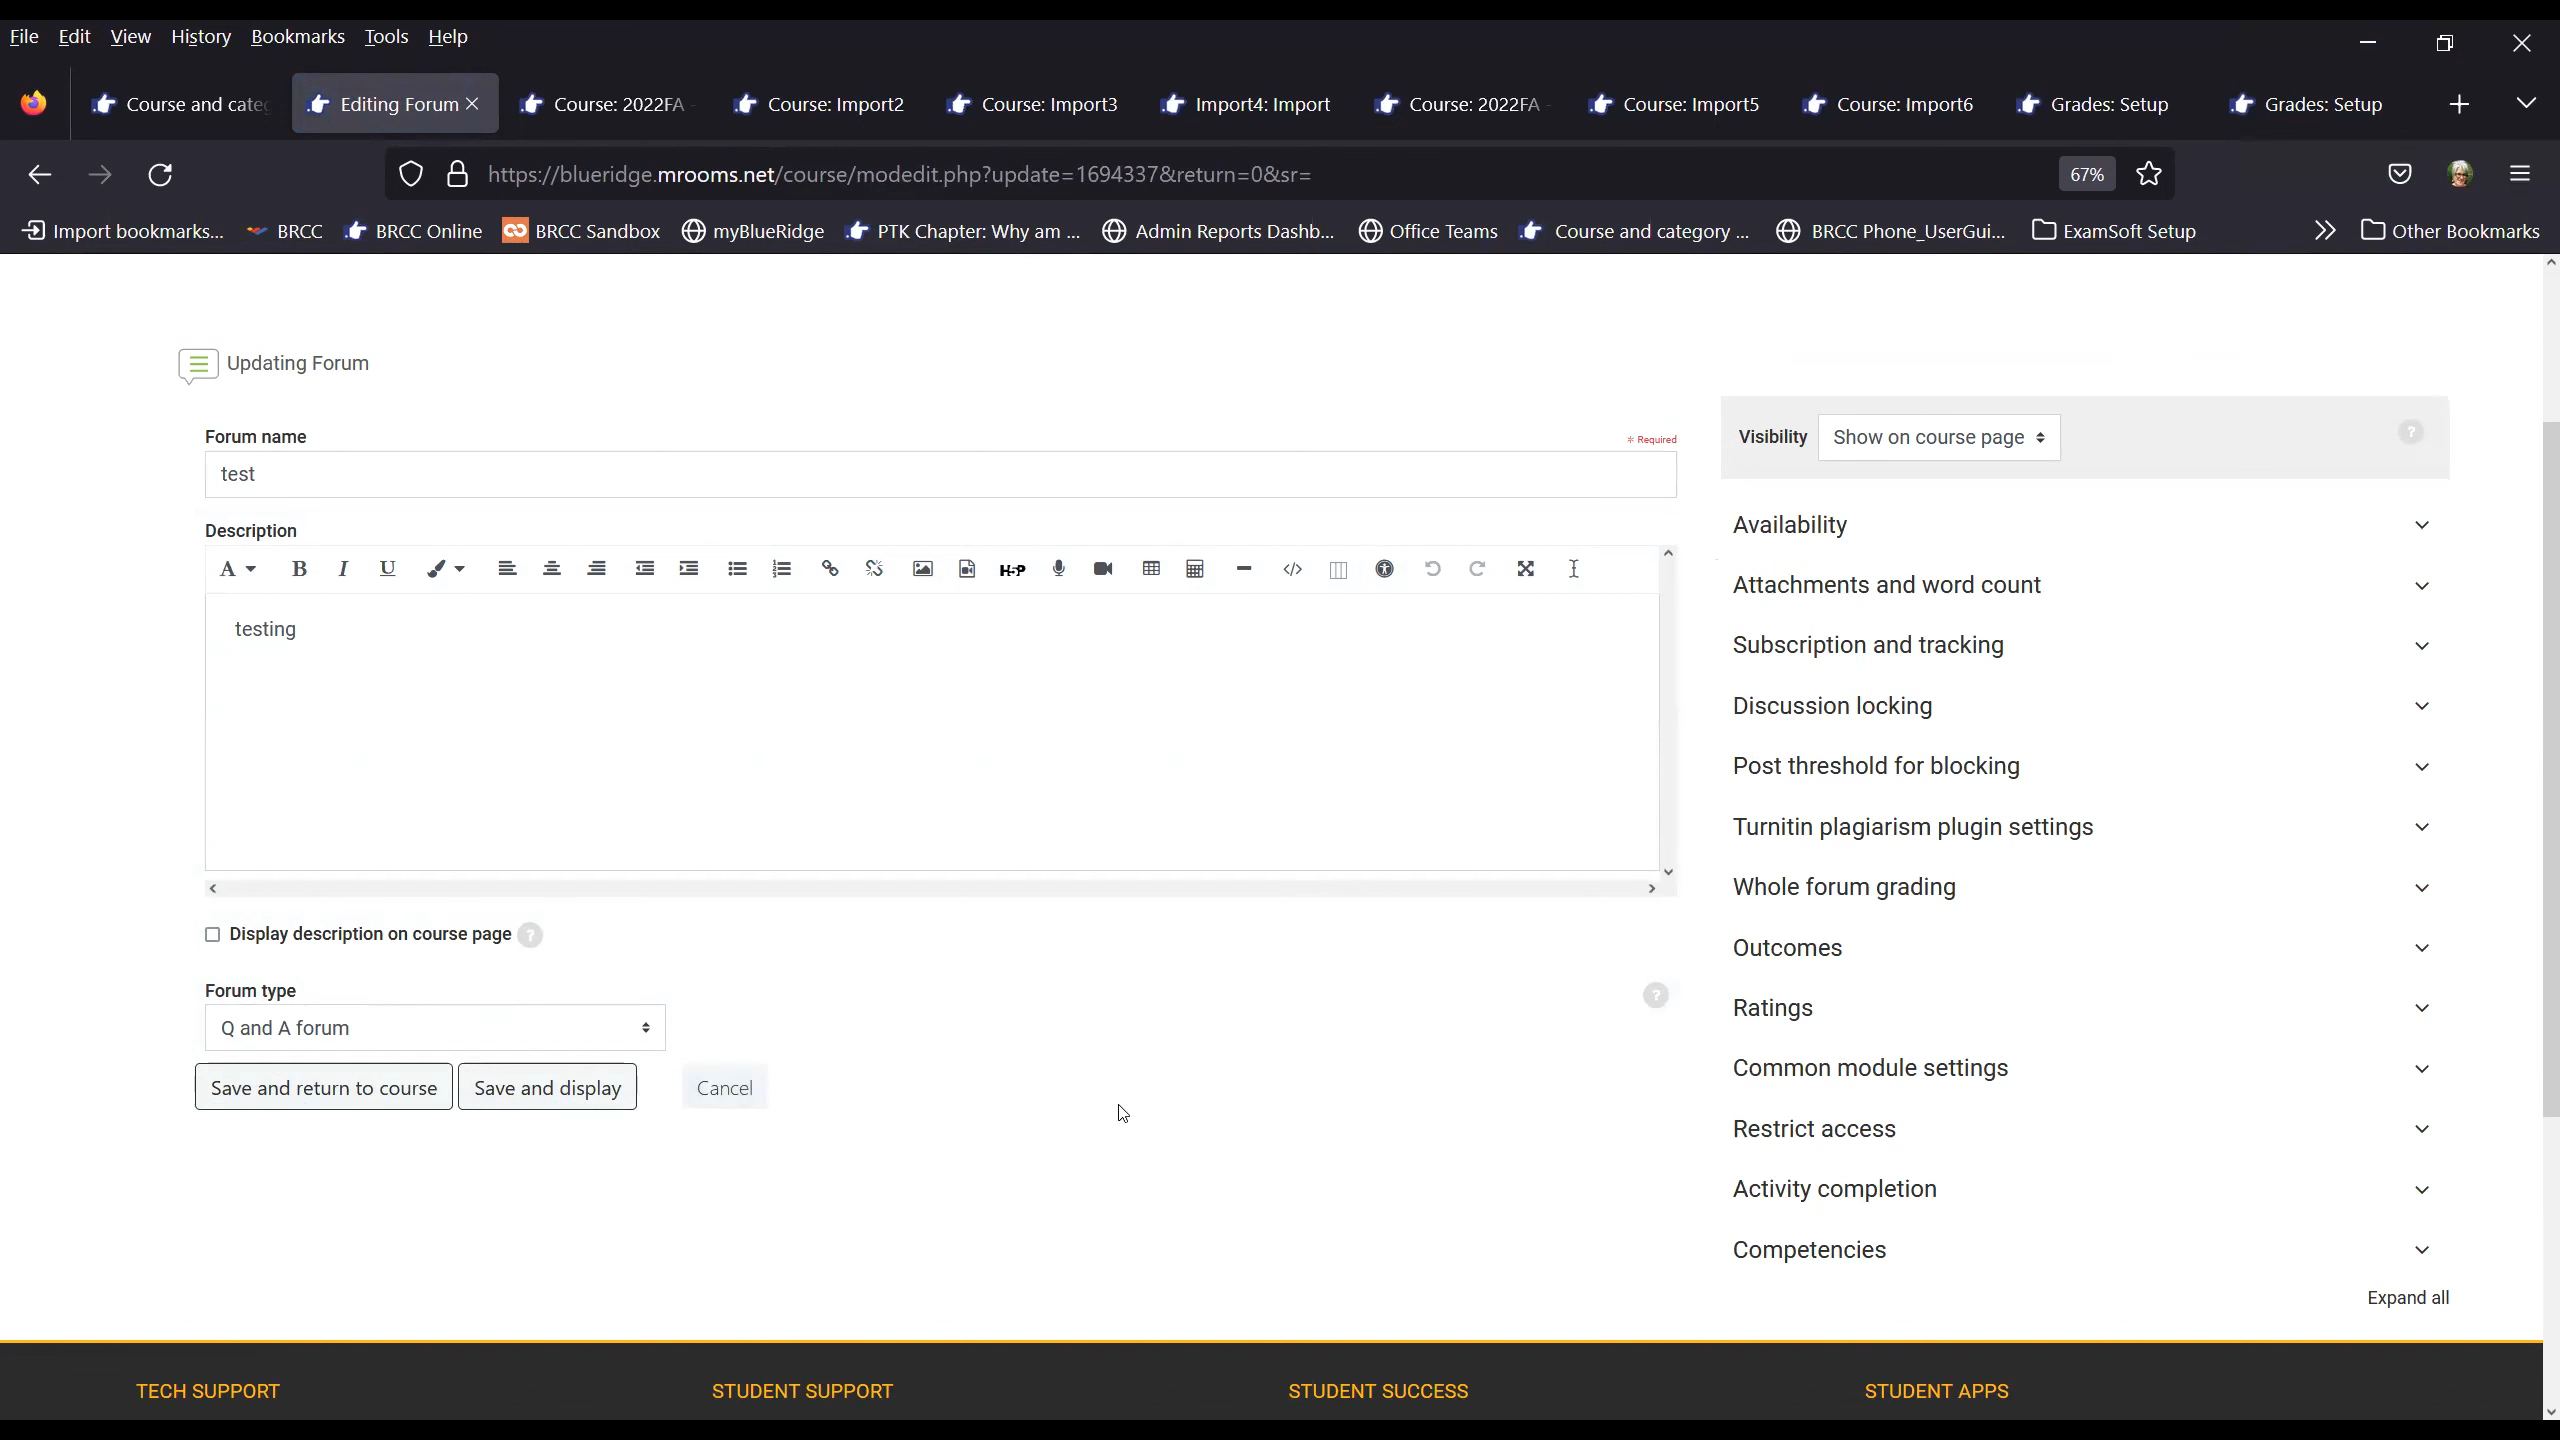 File Edit View History Bookmarks Tools Help
Course and cate
Editing Forum
Course: 2022FA -
Course: Import2
Course: Import3
Import4: Import
Course: 2022FA -
Course: Import5
Course: Import6
Grades: Setup
Grades: Setup
https://blueridge.mrooms.net/course/modedit.php?update=1694337&return=0&sr=
67%
Import bookmarks... BRCC BRCC Online BRCC Sandbox myBlueRidge PTK Chapter: Why am ... Admin Reports Dashb... Office Teams Course and category ... BRCC Phone_UserGui... ExamSoft Setup Other Bookmarks
Updating Forum
Forum name
Required
test
Description
A B I U H5P
testing
Display description on course page ?
Forum type
?
Q and A forum
Save and return to course Save and display Cancel
Visibility Show on course page ?
Availability
Attachments and word count
Subscription and tracking
Discussion locking
Post threshold for blocking
Turnitin plagiarism plugin settings
Whole forum grading
Outcomes
Ratings
Common module settings
Restrict access
Activity completion
Competencies
Expand all
TECH SUPPORT STUDENT SUPPORT STUDENT SUCCESS STUDENT APPS